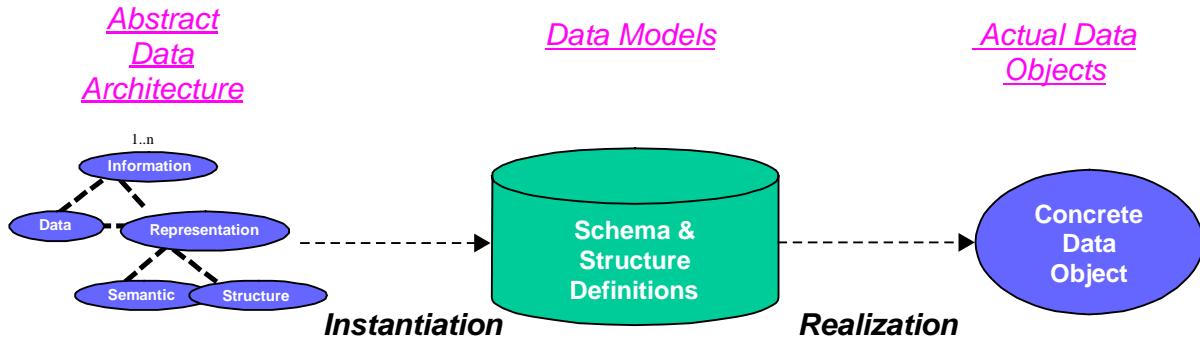 Abstract
Data
Architecture
Data Models
Actual Data
Objects
1..n
Information
Data
Representation
Semantic
Structure
Instantiation
Schema &
Structure
Definitions
Realization
Concrete
Data
Object